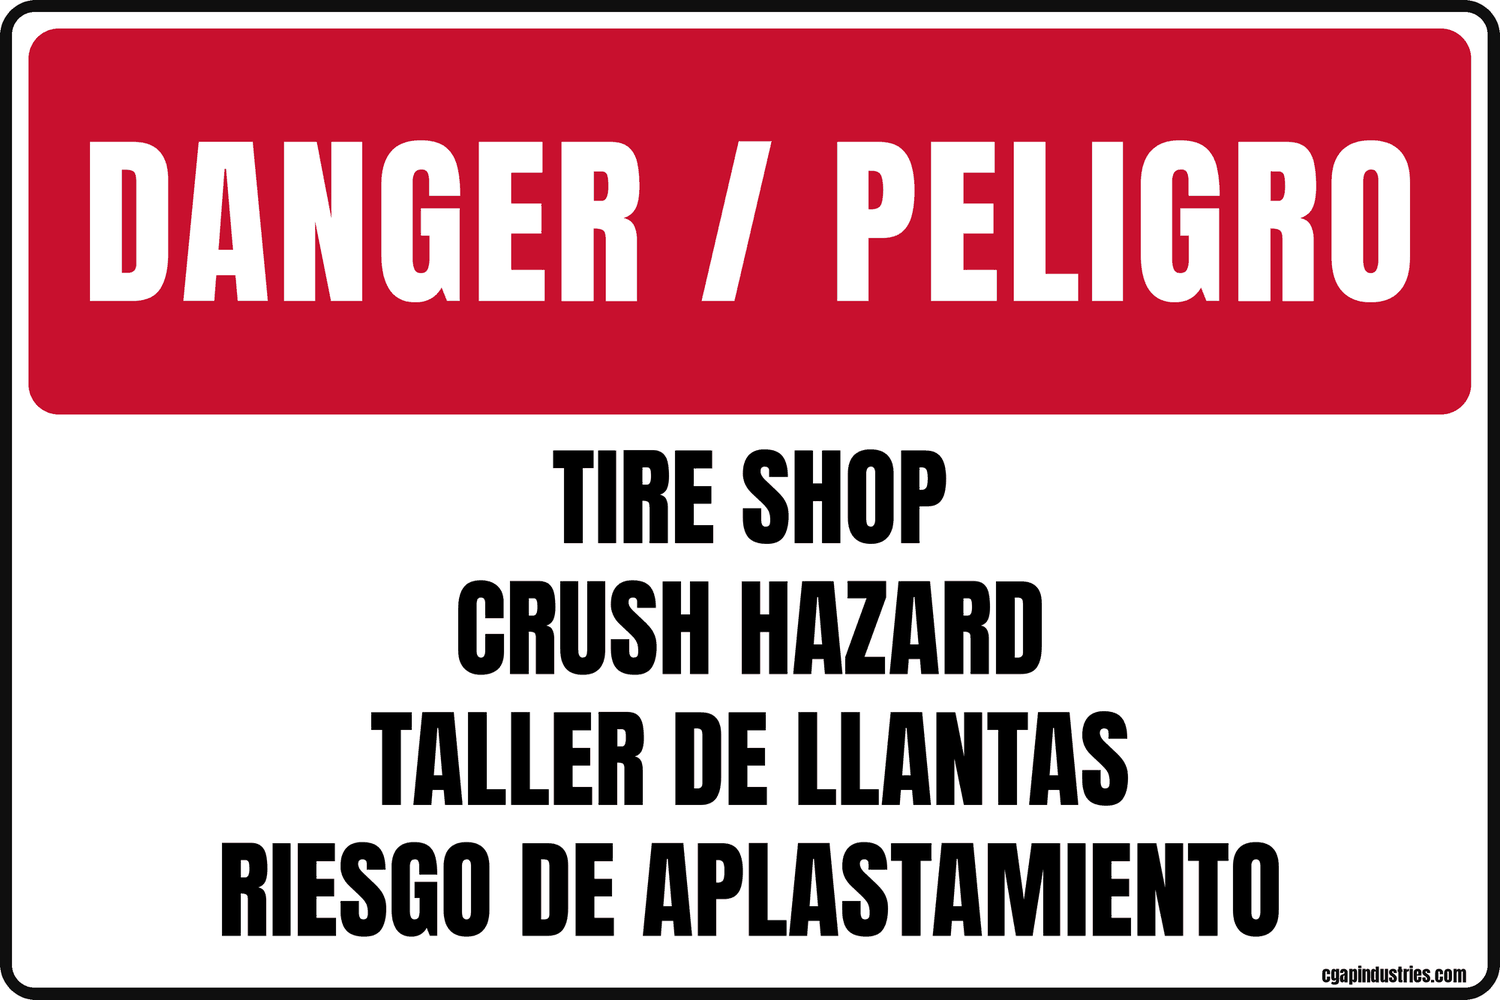 DANGER / PELIGRO
TIRE SHOP
CRUSH HAZARD
TALLER DE LLANTAS
RIESGO DE APLASTAMIENTO
cgapindustries.com